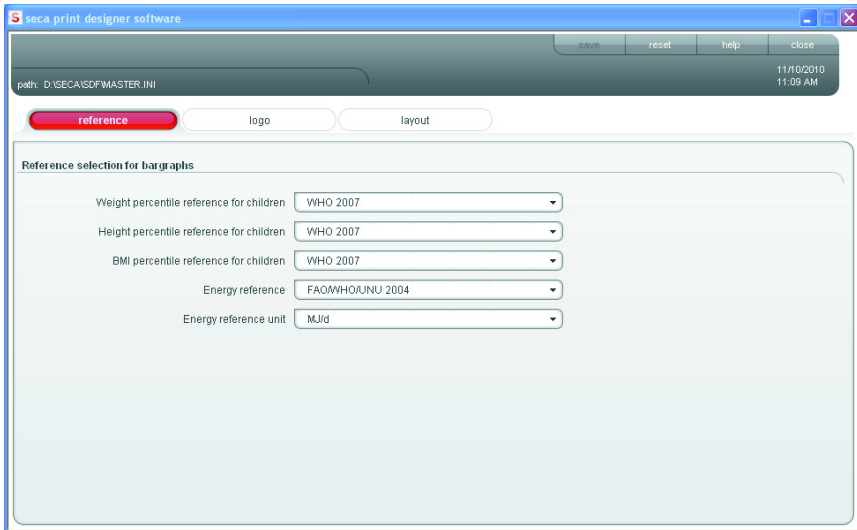 S seca print designer software
save reset help close
path: D:\SECA\SDF\MASTER.INI
11/10/2010
11:09 AM
reference logo layout
Reference selection for bargraphs
Weight percentile reference for children WHO 2007
Height percentile reference for children WHO 2007
BMI percentile reference for children WHO 2007
Energy reference FAO/WHO/UNU 2004
Energy reference unit MJ/d